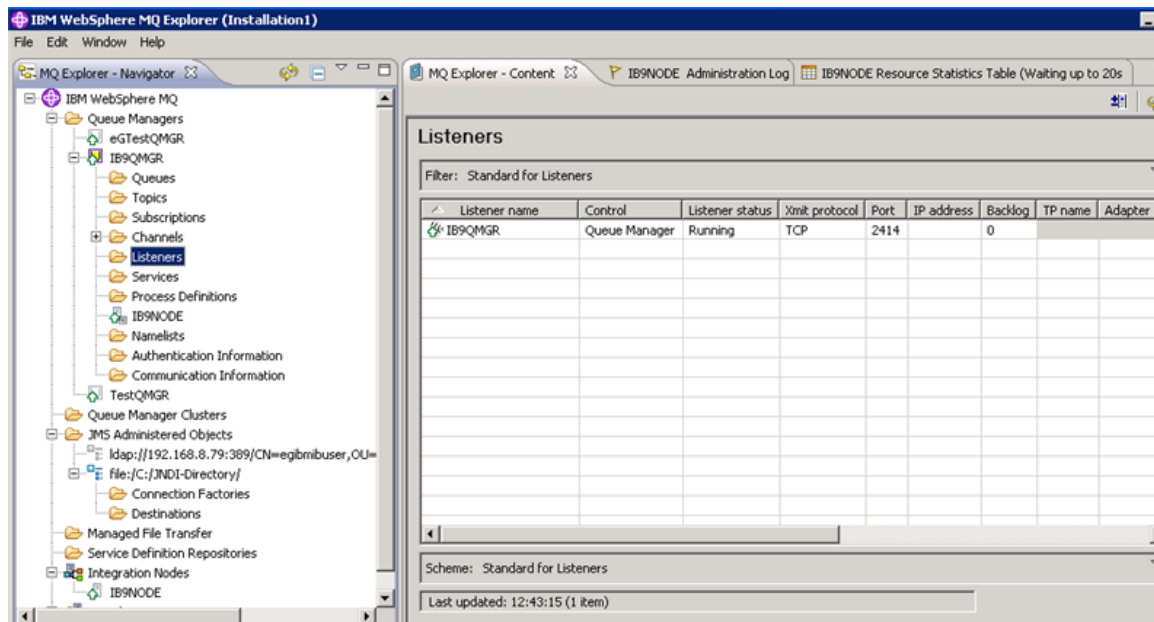 IBM WebSphere MQ Explorer (Installation1)
File Edit Window Help
MQ Explorer - Navigator
IBM WebSphere MQ
Queue Managers
eGTestQMGR
IB9QMGR
Queues
Topics
Subscriptions
Channels
Listeners
Services
Process Definitions
IB9NODE
Namelists
Authentication Information
Communication Information
TestQMGR
Queue Manager Clusters
JMS Administered Objects
ldap://192.168.8.79:389/CN=egibmibuser,OU=
file:/C:/JNDI-Directory/
Connection Factories
Destinations
Managed File Transfer
Service Definition Repositories
Integration Nodes
IB9NODE
MQ Explorer - Content IB9NODE Administration Log IB9NODE Resource Statistics Table (Waiting up to 20s
Listeners
Filter: Standard for Listeners
Listener name Control Listener status Xmit protocol Port IP address Backlog TP name Adapter
IB9QMGR Queue Manager Running TCP 2414 0
Scheme: Standard for Listeners
Last updated: 12:43:15 (1 item)